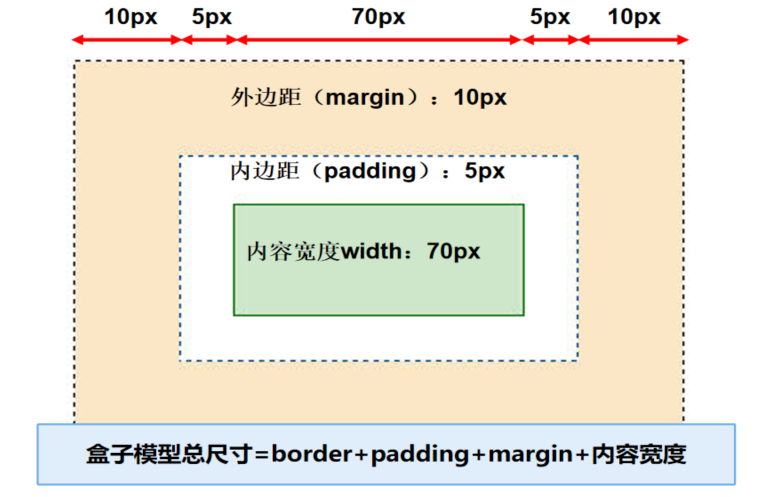 10px 5px 70px 5px 10px
外边距（margin）：10px
内边距（padding）：5px
内容宽度width：70px
盒子模型总尺寸=border+padding+margin+内容宽度